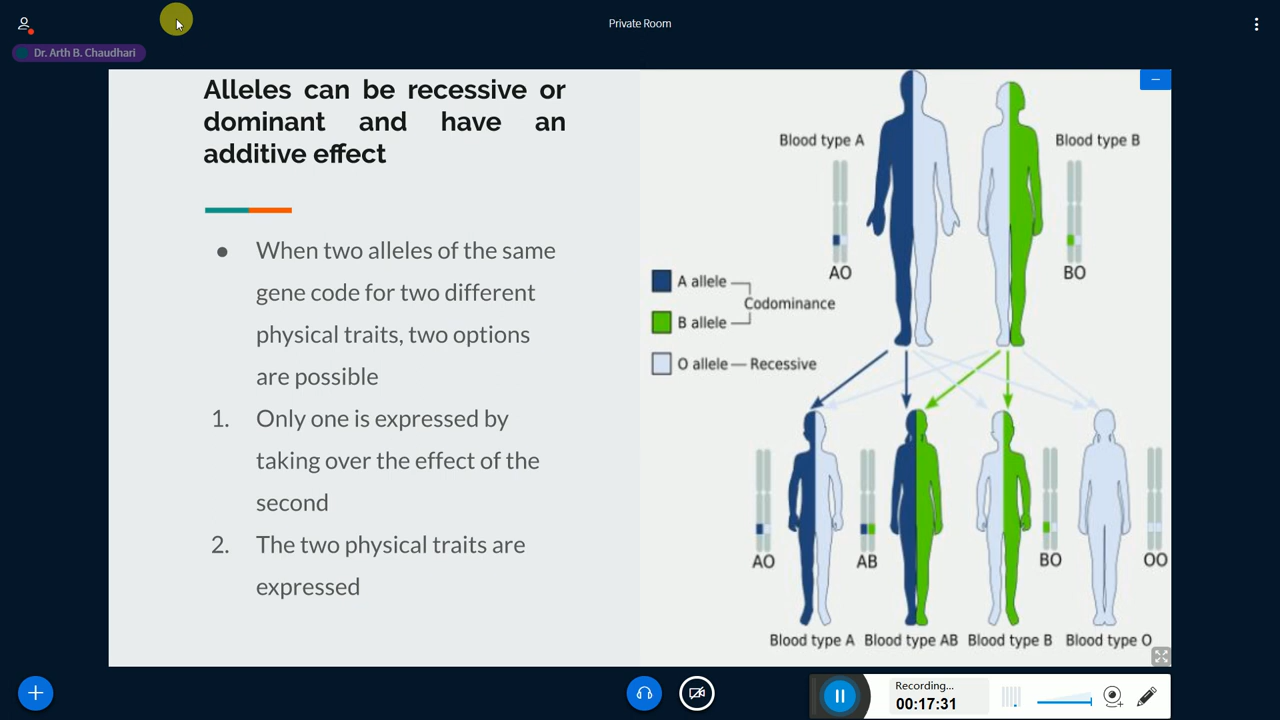 Private Room
Dr. Arth B. Chaudhari
Alleles can be recessive or
dominant and have an
additive effect
● When two alleles of the same
gene code for two different
physical traits, two options
are possible
1. Only one is expressed by
taking over the effect of the
second
2. The two physical traits are
expressed
Blood type A
Blood type B
AO
BO
A allele
Codominance
B allele
O allele — Recessive
AO
AB
BO
OO
Blood type A
Blood type AB
Blood type B
Blood type O
Recording...
00:17:31